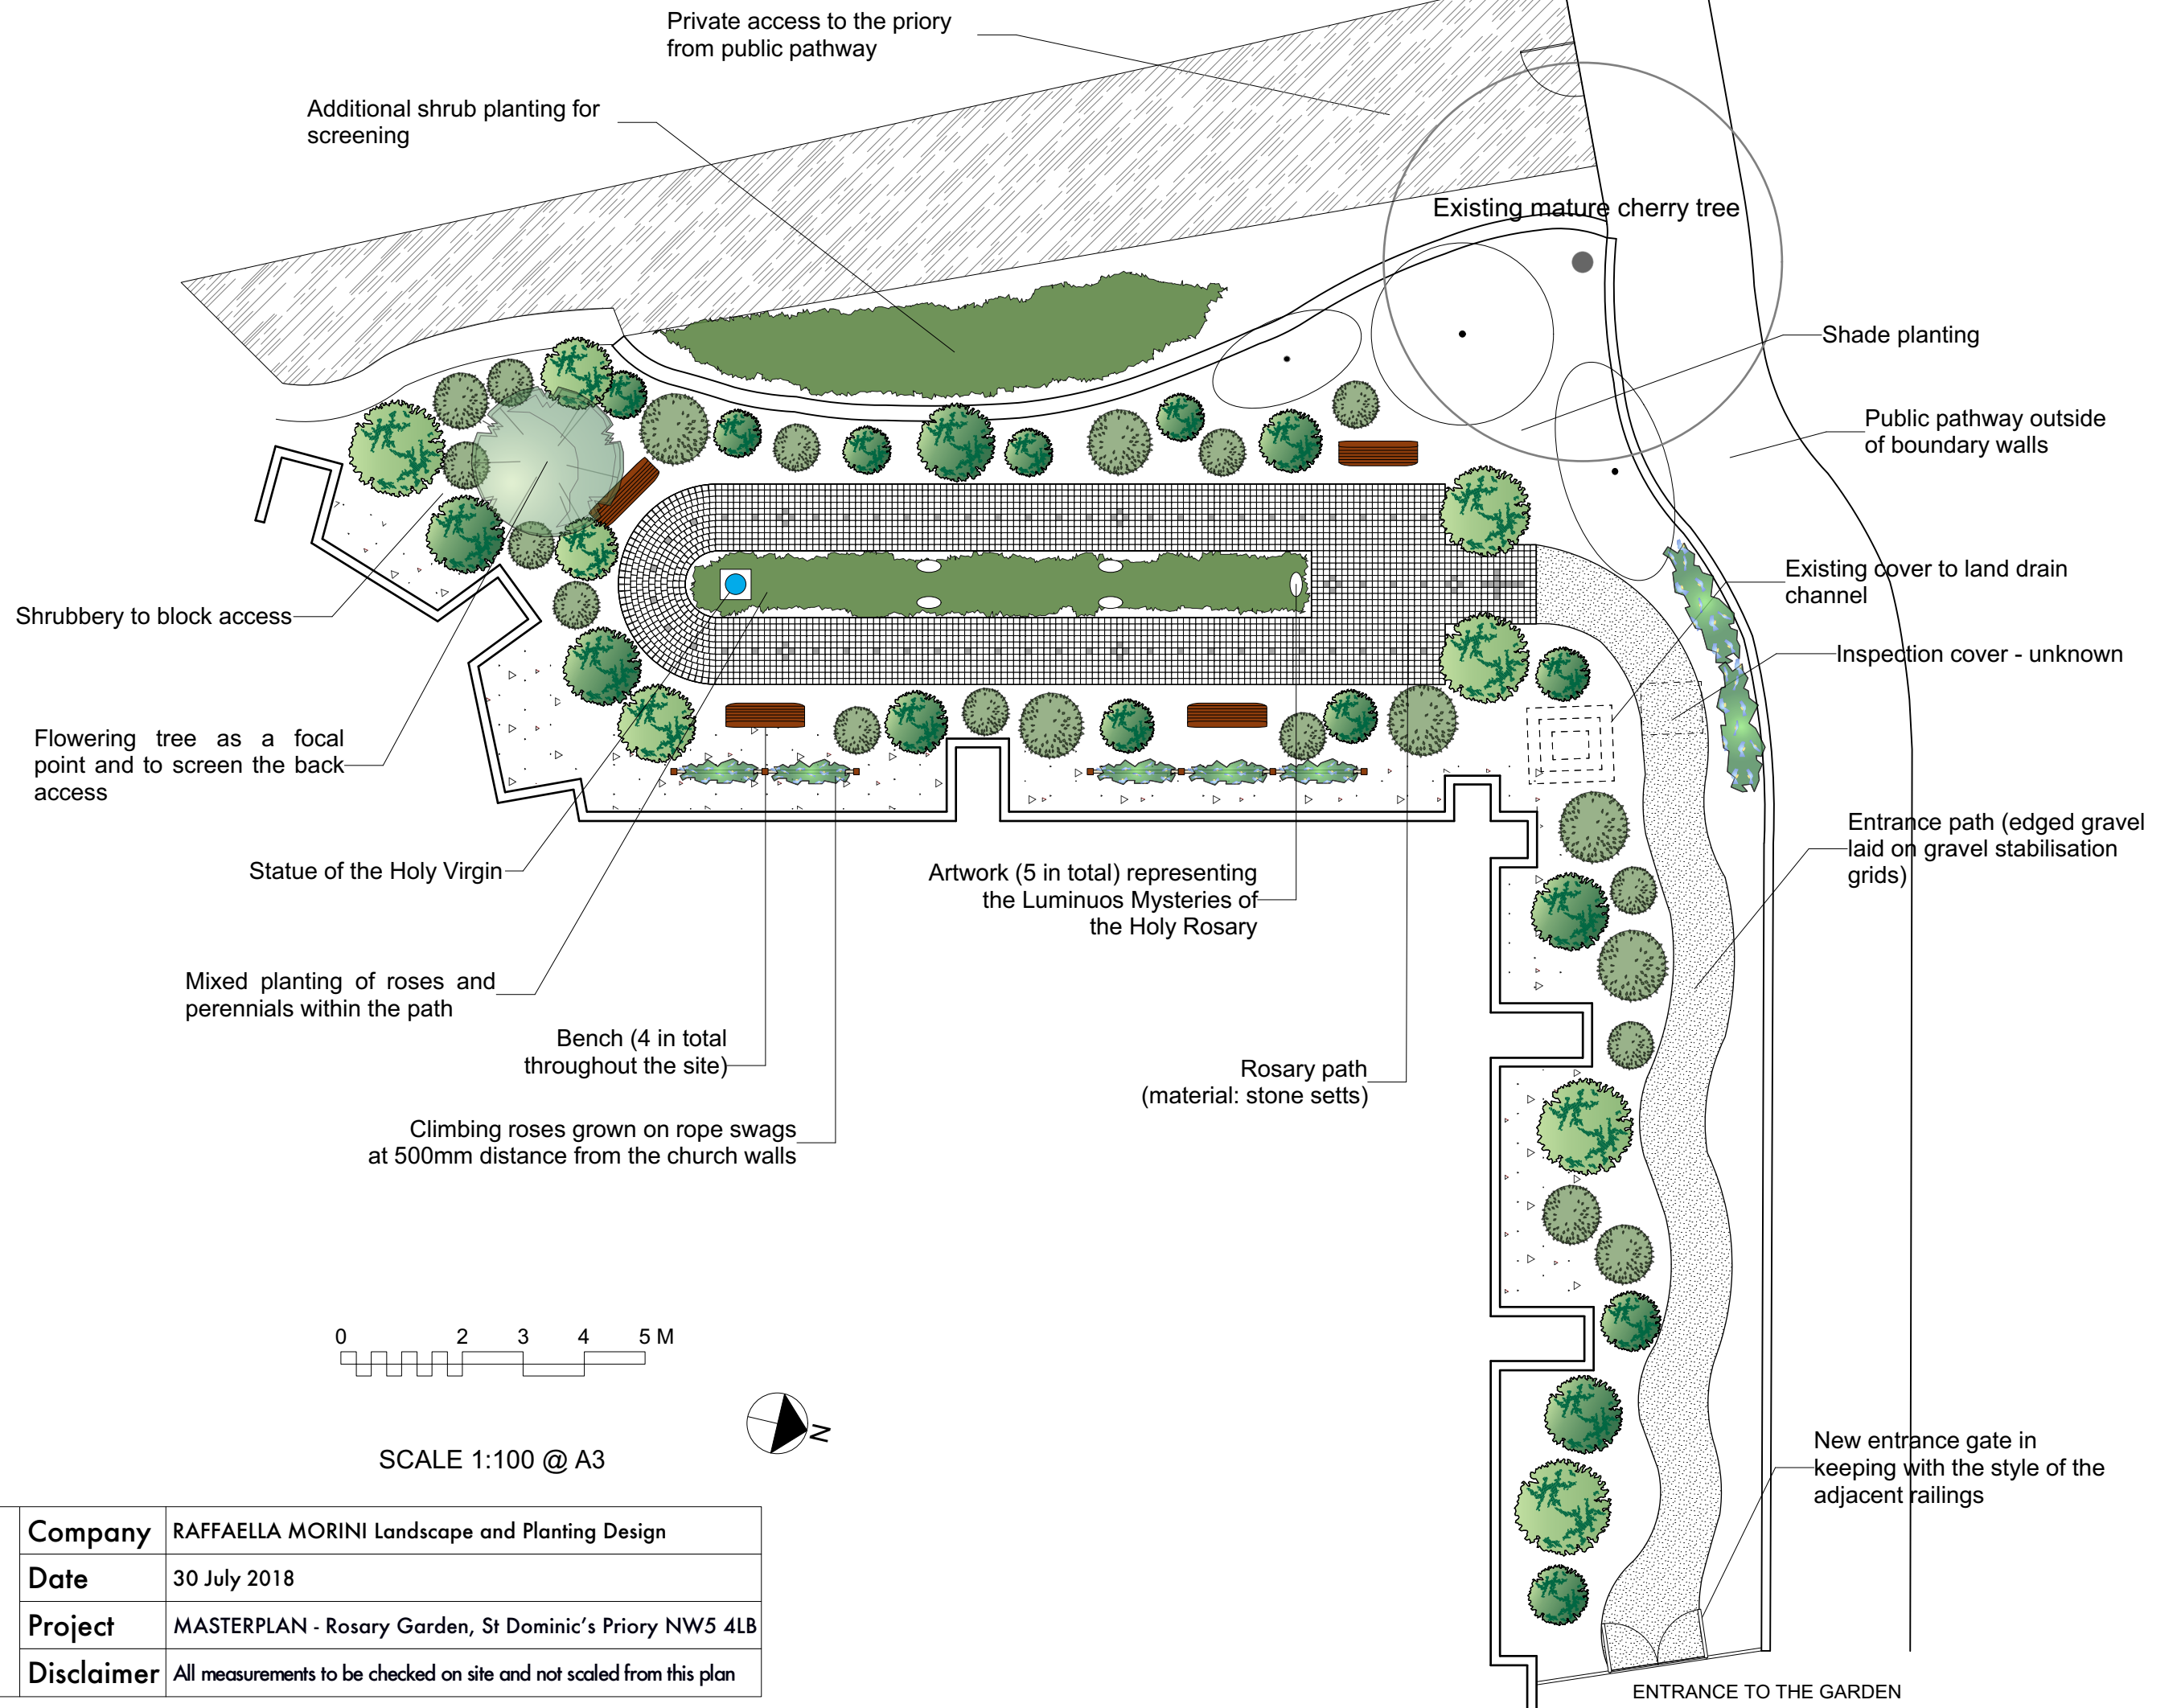 Private access to the priory
from public pathway
Additional shrub planting for
screening
Existing mature cherry tree
Shade planting
Public pathway outside
of boundary walls
Existing cover to land drain
channel
Shrubbery to block access
Inspection cover - unknown
Flowering tree as a focal
point and to screen the back
access
Entrance path (edged gravel
laid on gravel stabilisation
grids)
Statue of the Holy Virgin
Artwork (5 in total) representing
the Luminuos Mysteries of
the Holy Rosary
Mixed planting of roses and
perennials within the path
Bench (4 in total
throughout the site)
Rosary path
(material: stone setts)
Climbing roses grown on rope swags
at 500mm distance from the church walls
0 2 3 4 5 M
N
SCALE 1:100 @ A3
New entrance gate in
keeping with the style of the
adjacent railings
Company RAFFAELLA MORINI Landscape and Planting Design
Date 30 July 2018
Project MASTERPLAN - Rosary Garden, St Dominic's Priory NW5 4LB
Disclaimer All measurements to be checked on site and not scaled from this plan
ENTRANCE TO THE GARDEN